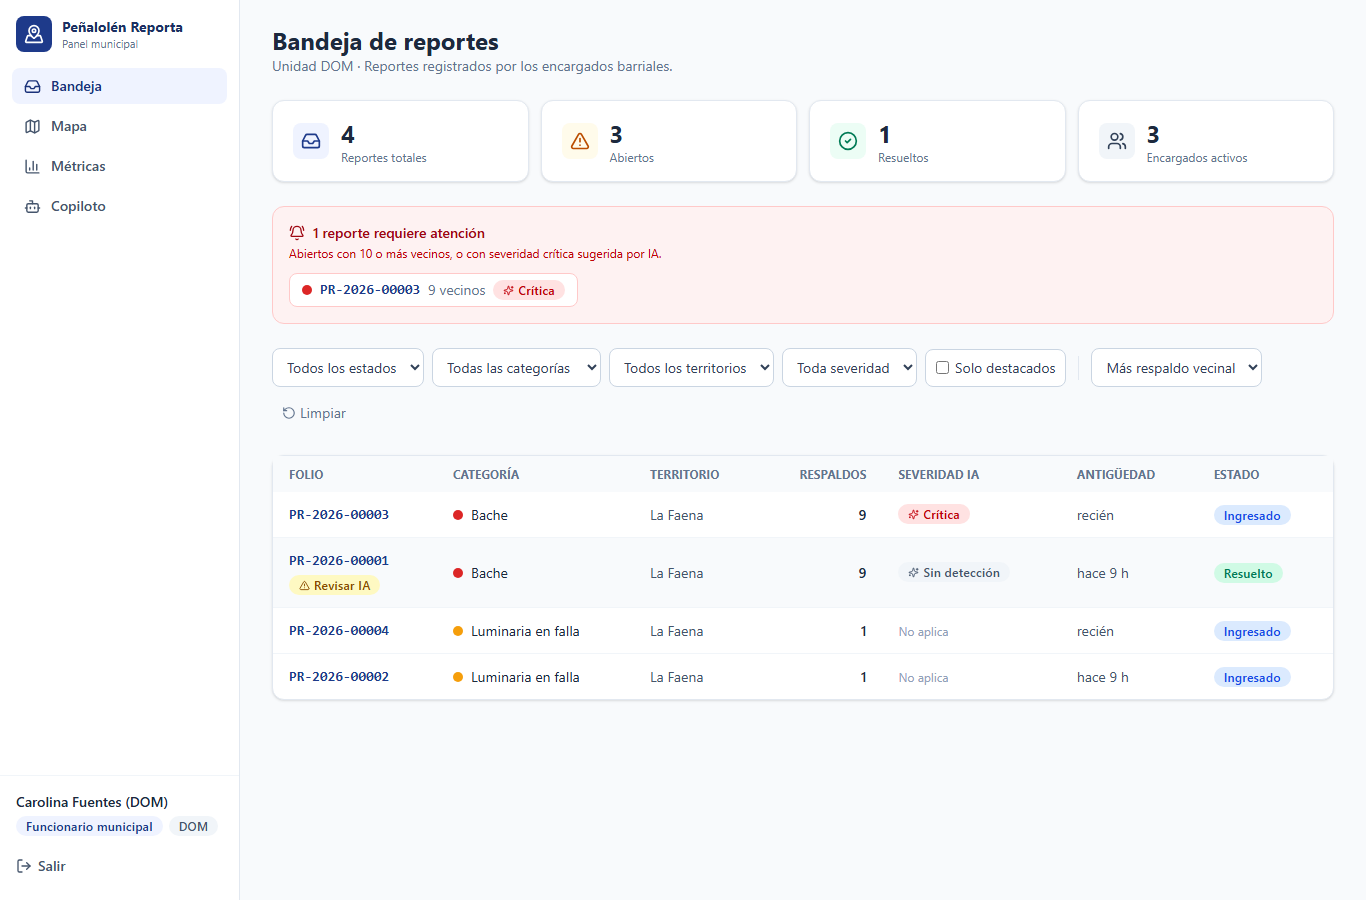 Peñalolén Reporta
Panel municipal
Bandeja
Mapa
Métricas
Copiloto
Carolina Fuentes (DOM)
Funcionario municipal DOM
Salir
Bandeja de reportes
Unidad DOM · Reportes registrados por los encargados barriales.
4
Reportes totales
3
Abiertos
1
Resueltos
3
Encargados activos
1 reporte requiere atención
Abiertos con 10 o más vecinos, o con severidad crítica sugerida por IA.
PR-2026-00003 9 vecinos Crítica
Todos los estados Todas las categorías Todos los territorios Toda severidad Solo destacados Más respaldo vecinal
Limpiar
FOLIO CATEGORÍA TERRITORIO RESPALDOS SEVERIDAD IA ANTIGÜEDAD ESTADO
PR-2026-00003 Bache La Faena 9 Crítica recién Ingresado
PR-2026-00001 Bache La Faena 9 Sin detección hace 9 h Resuelto
Revisar IA
PR-2026-00004 Luminaria en falla La Faena 1 No aplica recién Ingresado
PR-2026-00002 Luminaria en falla La Faena 1 No aplica hace 9 h Ingresado